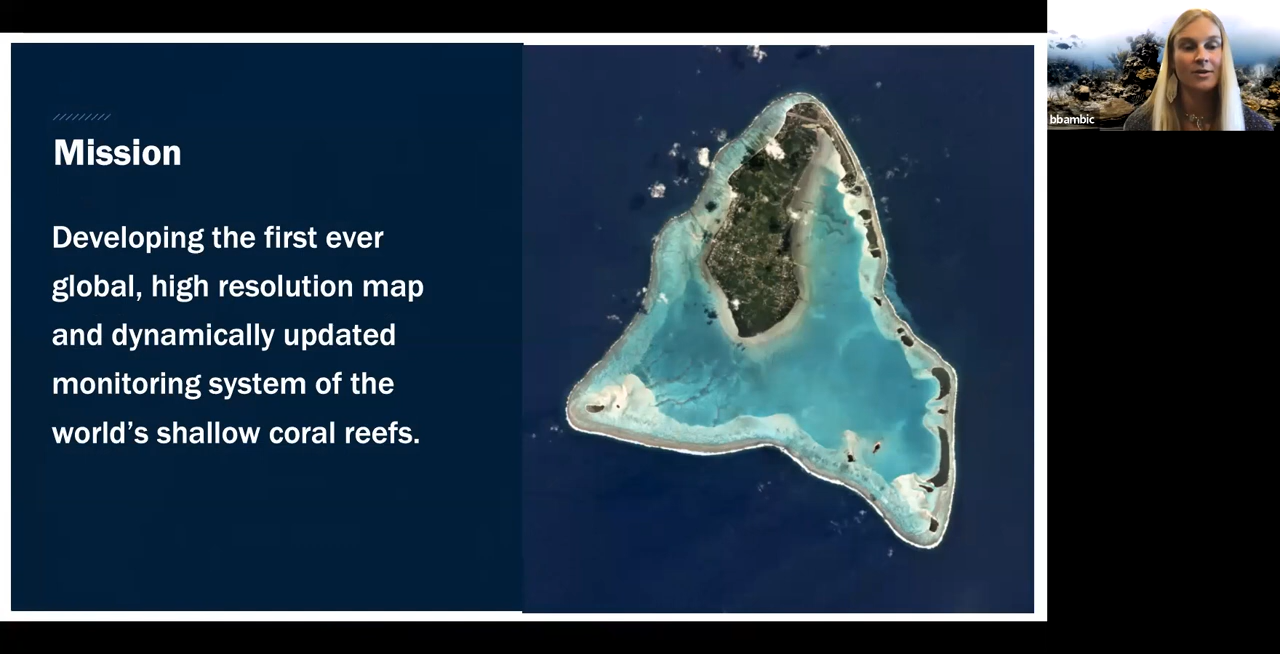 Mission
Developing the first ever
global, high resolution map
and dynamically updated
monitoring system of the
world’s shallow coral reefs.
bbambic